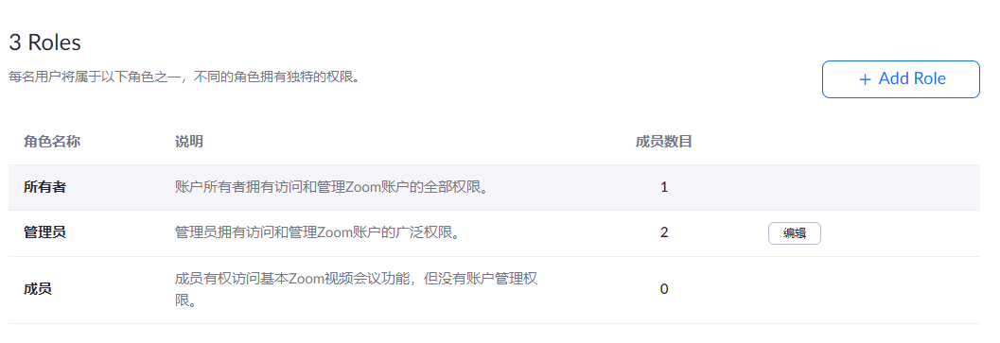 3 Roles
每名用户将属于以下角色之一，不同的角色拥有独特的权限。
+ Add Role
角色名称 说明 成员数目
所有者 账户所有者拥有访问和管理Zoom账户的全部权限。 1
管理员 管理员拥有访问和管理Zoom账户的广泛权限。 2 编辑
成员 成员有权访问基本Zoom视频会议功能，但没有账户管理权 0
限。